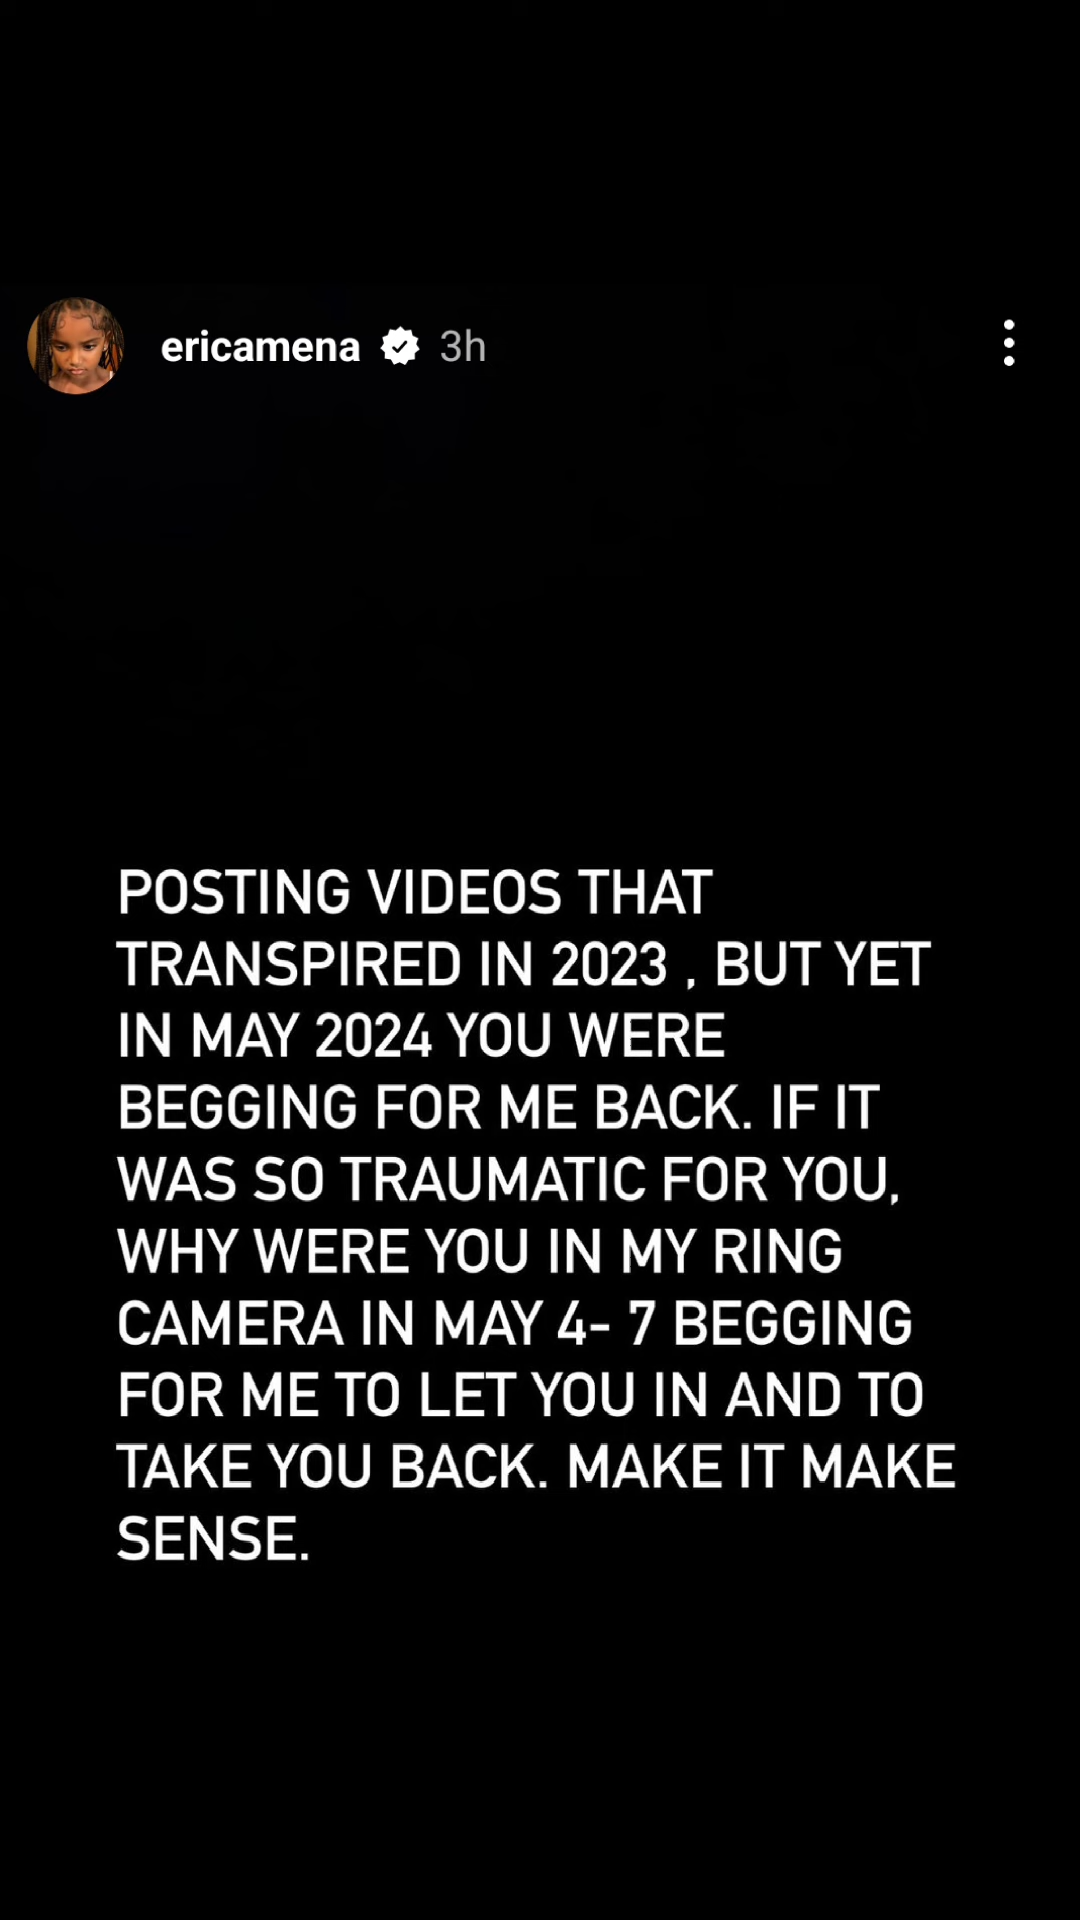 ericamena 3h
POSTING VIDEOS THAT
TRANSPIRED IN 2023 , BUT YET
IN MAY 2024 YOU WERE
BEGGING FOR ME BACK. IF IT
WAS SO TRAUMATIC FOR YOU,
WHY WERE YOU IN MY RING
CAMERA IN MAY 4- 7 BEGGING
FOR ME TO LET YOU IN AND TO
TAKE YOU BACK. MAKE IT MAKE
SENSE.